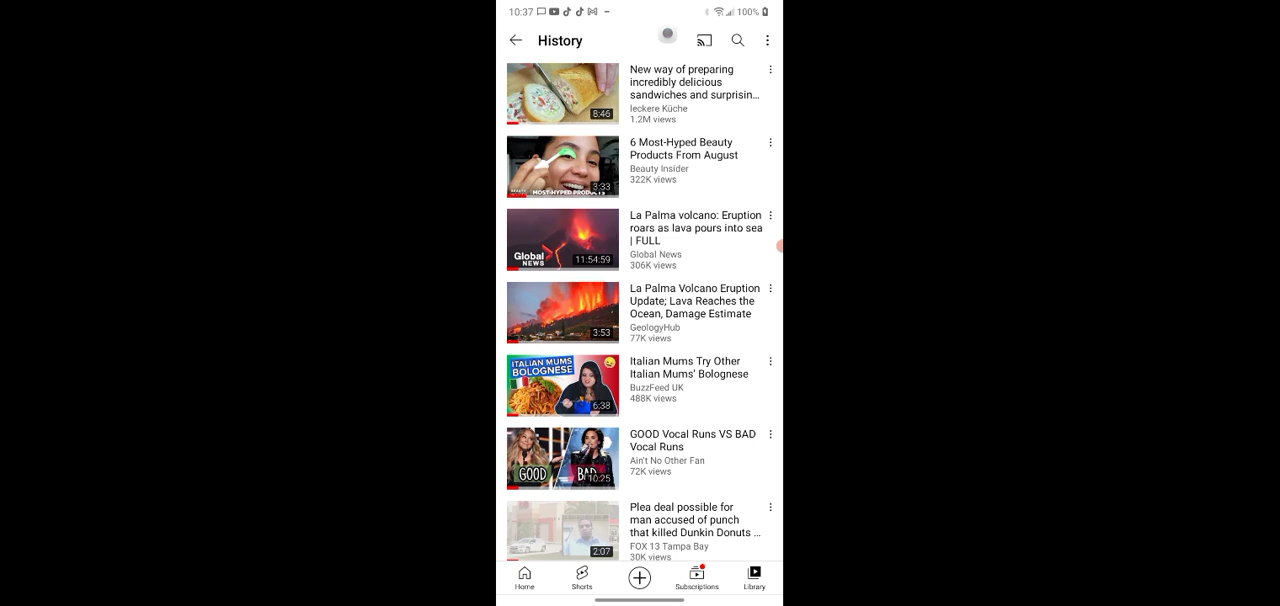 10:37
100%
History
New way of preparing
incredibly delicious
sandwiches and surprisin...
leckere Küche
1.2M views
8:46
6 Most-Hyped Beauty
Products From August
Beauty Insider
322K views
3:33
BEAUTY
MOST-HYPED PRODUCTS
La Palma volcano: Eruption
roars as lava pours into sea
| FULL
Global News
306K views
Global
NEWS
11:54:59
La Palma Volcano Eruption
Update; Lava Reaches the
Ocean, Damage Estimate
GeologyHub
77K views
3:53
Italian Mums Try Other
Italian Mums' Bolognese
BuzzFeed UK
488K views
ITALIAN MUMS
BOLOGNESE
6:38
GOOD Vocal Runs VS BAD
Vocal Runs
Ain't No Other Fan
72K views
GOOD
BAD
10:25
Plea deal possible for
man accused of punch
that killed Dunkin Donuts ...
FOX 13 Tampa Bay
30K views
2:07
Home
Shorts
Subscriptions
Library